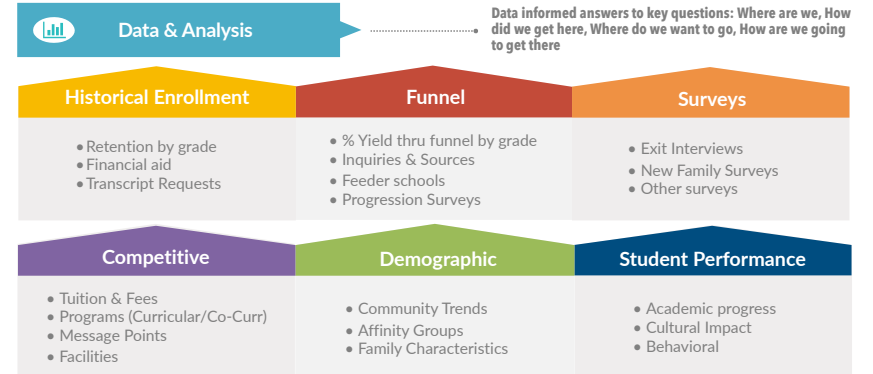 Data & Analysis
Data informed answers to key questions: Where are we, How
did we get here, Where do we want to go, How are we going
to get there
Historical Enrollment
• Retention by grade
• Financial aid
• Transcript Requests
Funnel
• % Yield thru funnel by grade
• Inquiries & Sources
• Feeder schools
• Progression Surveys
Surveys
• Exit Interviews
• New Family Surveys
• Other surveys
Competitive
• Tuition & Fees
• Programs (Curricular/Co-Curr)
• Message Points
• Facilities
Demographic
• Community Trends
• Affinity Groups
• Family Characteristics
Student Performance
• Academic progress
• Cultural Impact
• Behavioral